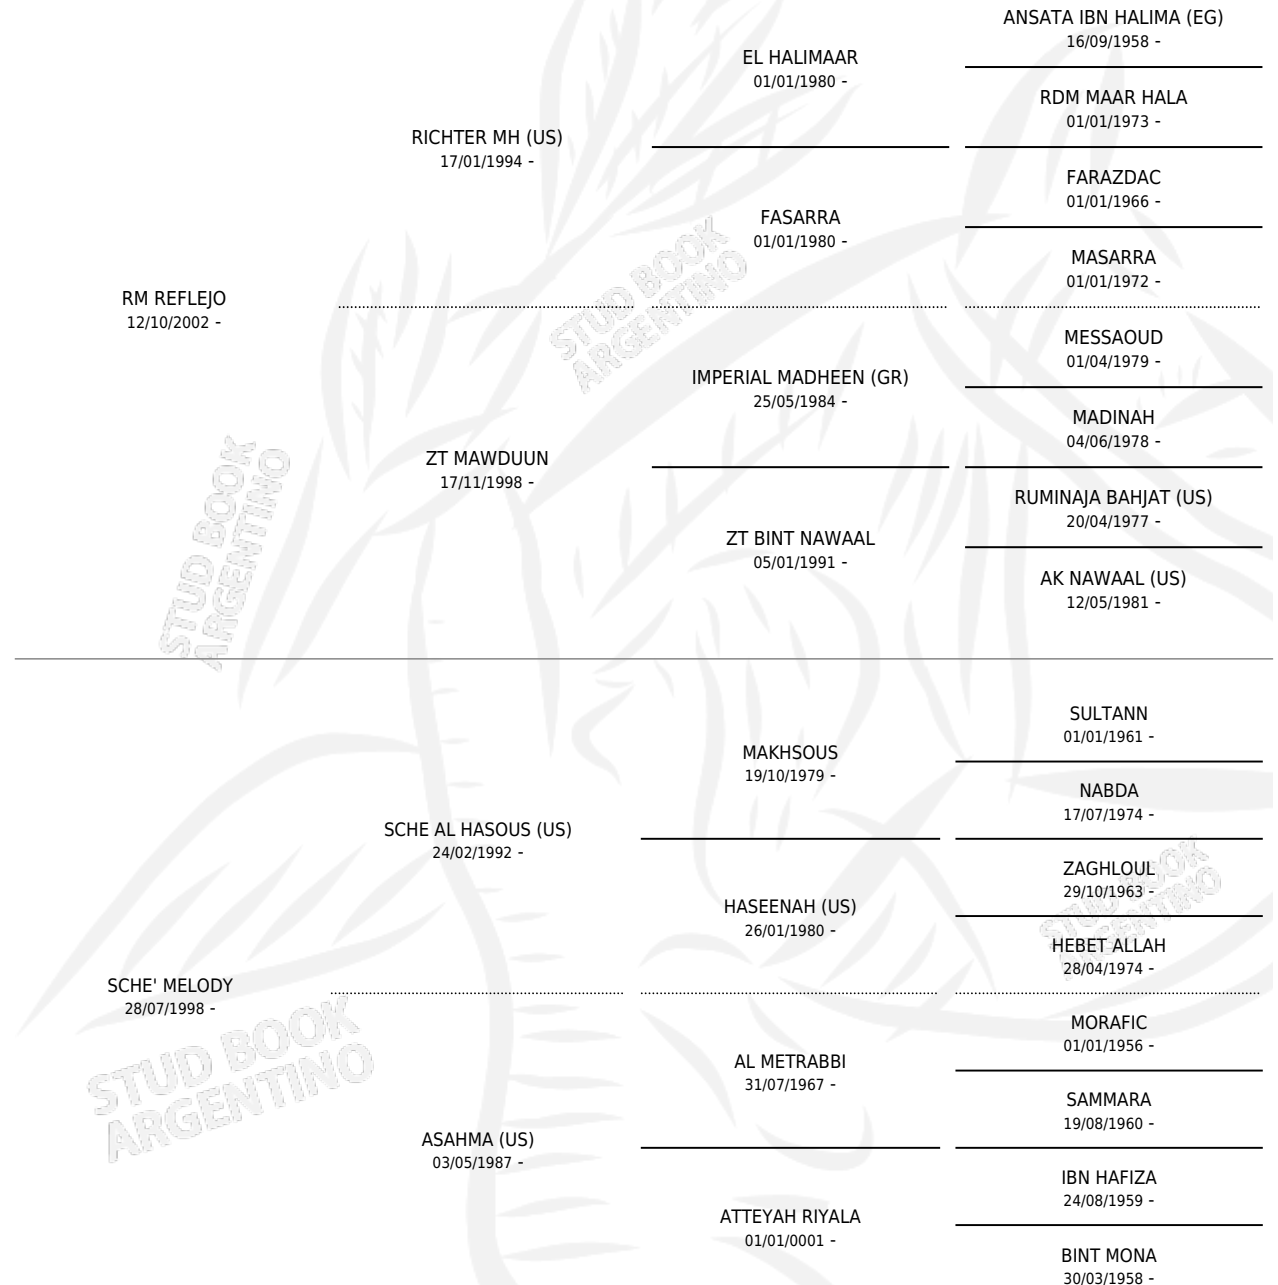 ANSATA IBN HALIMA (EG)
16/09/1958 -
EL HALIMAAR
01/01/1980 -
RDM MAAR HALA
01/01/1973 -
RICHTER MH (US)
17/01/1994 -
FARAZDAC
01/01/1966 -
FASARRA
01/01/1980 -
MASARRA
01/01/1972 -
RM REFLEJO
12/10/2002 -
MESSAOUD
01/04/1979 -
IMPERIAL MADHEEN (GR)
25/05/1984 -
MADINAH
04/06/1978 -
ZT MAWDUUN
17/11/1998 -
RUMINAJA BAHJAT (US)
20/04/1977 -
ZT BINT NAWAAL
05/01/1991 -
AK NAWAAL (US)
12/05/1981 -
STUD BOOK
ARGENTINO
STUD BOOK
ARGENTINO
SULTANN
01/01/1961 -
MAKHSOUS
19/10/1979 -
NABDA
17/07/1974 -
SCHE AL HASOUS (US)
24/02/1992 -
ZAGHLOUL
29/10/1963 -
HASEENAH (US)
26/01/1980 -
HEBET ALLAH
28/04/1974 -
STUD BOOK
ARGENTINO
SCHE' MELODY
28/07/1998 -
MORAFIC
01/01/1956 -
AL METRABBI
31/07/1967 -
SAMMARA
19/08/1960 -
ASAHMA (US)
03/05/1987 -
IBN HAFIZA
24/08/1959 -
ATTEYAH RIYALA
01/01/0001 -
BINT MONA
30/03/1958 -
STUD BOOK
ARGENTINO